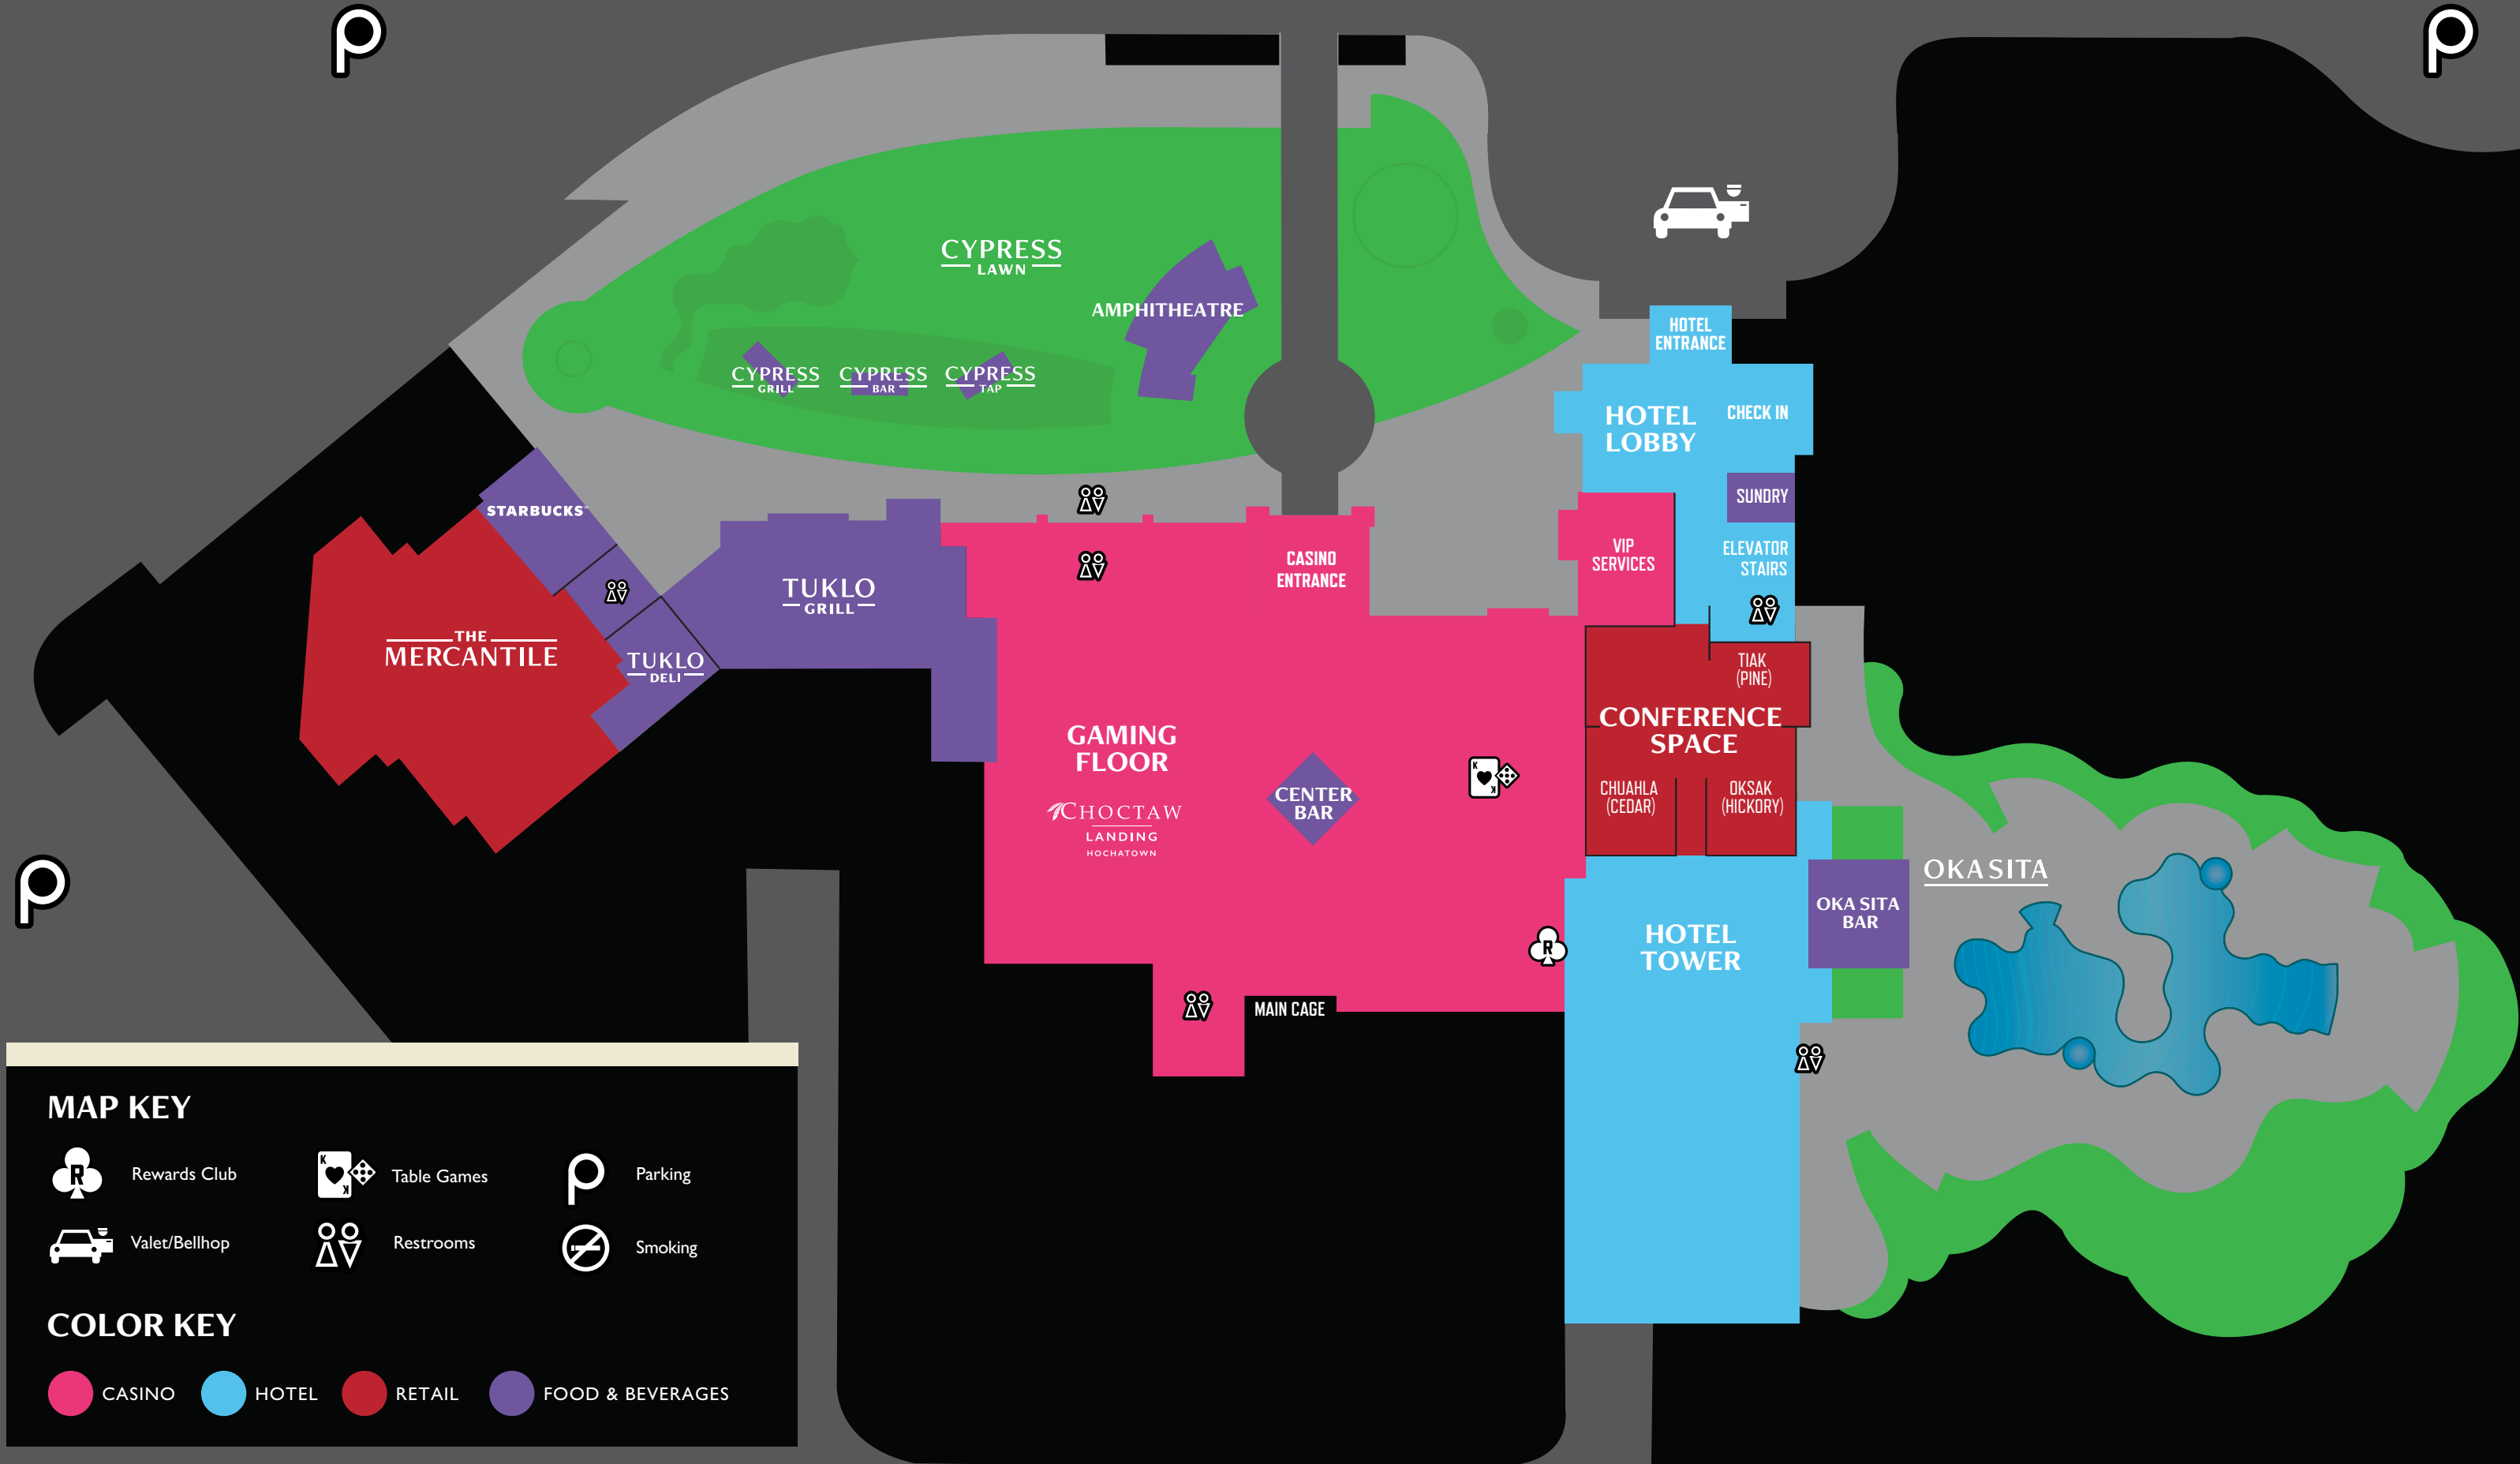 CYPRESS
LAWN
AMPHITHEATRE
CYPRESS
GRILL
CYPRESS
BAR
CYPRESS
TAP
HOTEL
ENTRANCE
HOTEL
LOBBY
CHECK IN
SUNDRY
ELEVATOR
STAIRS
VIP
SERVICES
CASINO
ENTRANCE
STARBUCKS
THE
MERCANTILE
TUKLO
DELI
TUKLO
GRILL
GAMING
FLOOR
CHOCTAW
LANDING
HOCHATOWN
CENTER
BAR
K
K
TIAK
(PINE)
CONFERENCE
SPACE
CHUAHLA
(CEDAR)
OKSAK
(HICKORY)
OKA SITA
OKA SITA
BAR
HOTEL
TOWER
R
MAIN CAGE
MAP KEY
R
Rewards Club
K
K
Table Games
Parking
Valet/Bellhop
Restrooms
Smoking
COLOR KEY
CASINO
HOTEL
RETAIL
FOOD & BEVERAGES